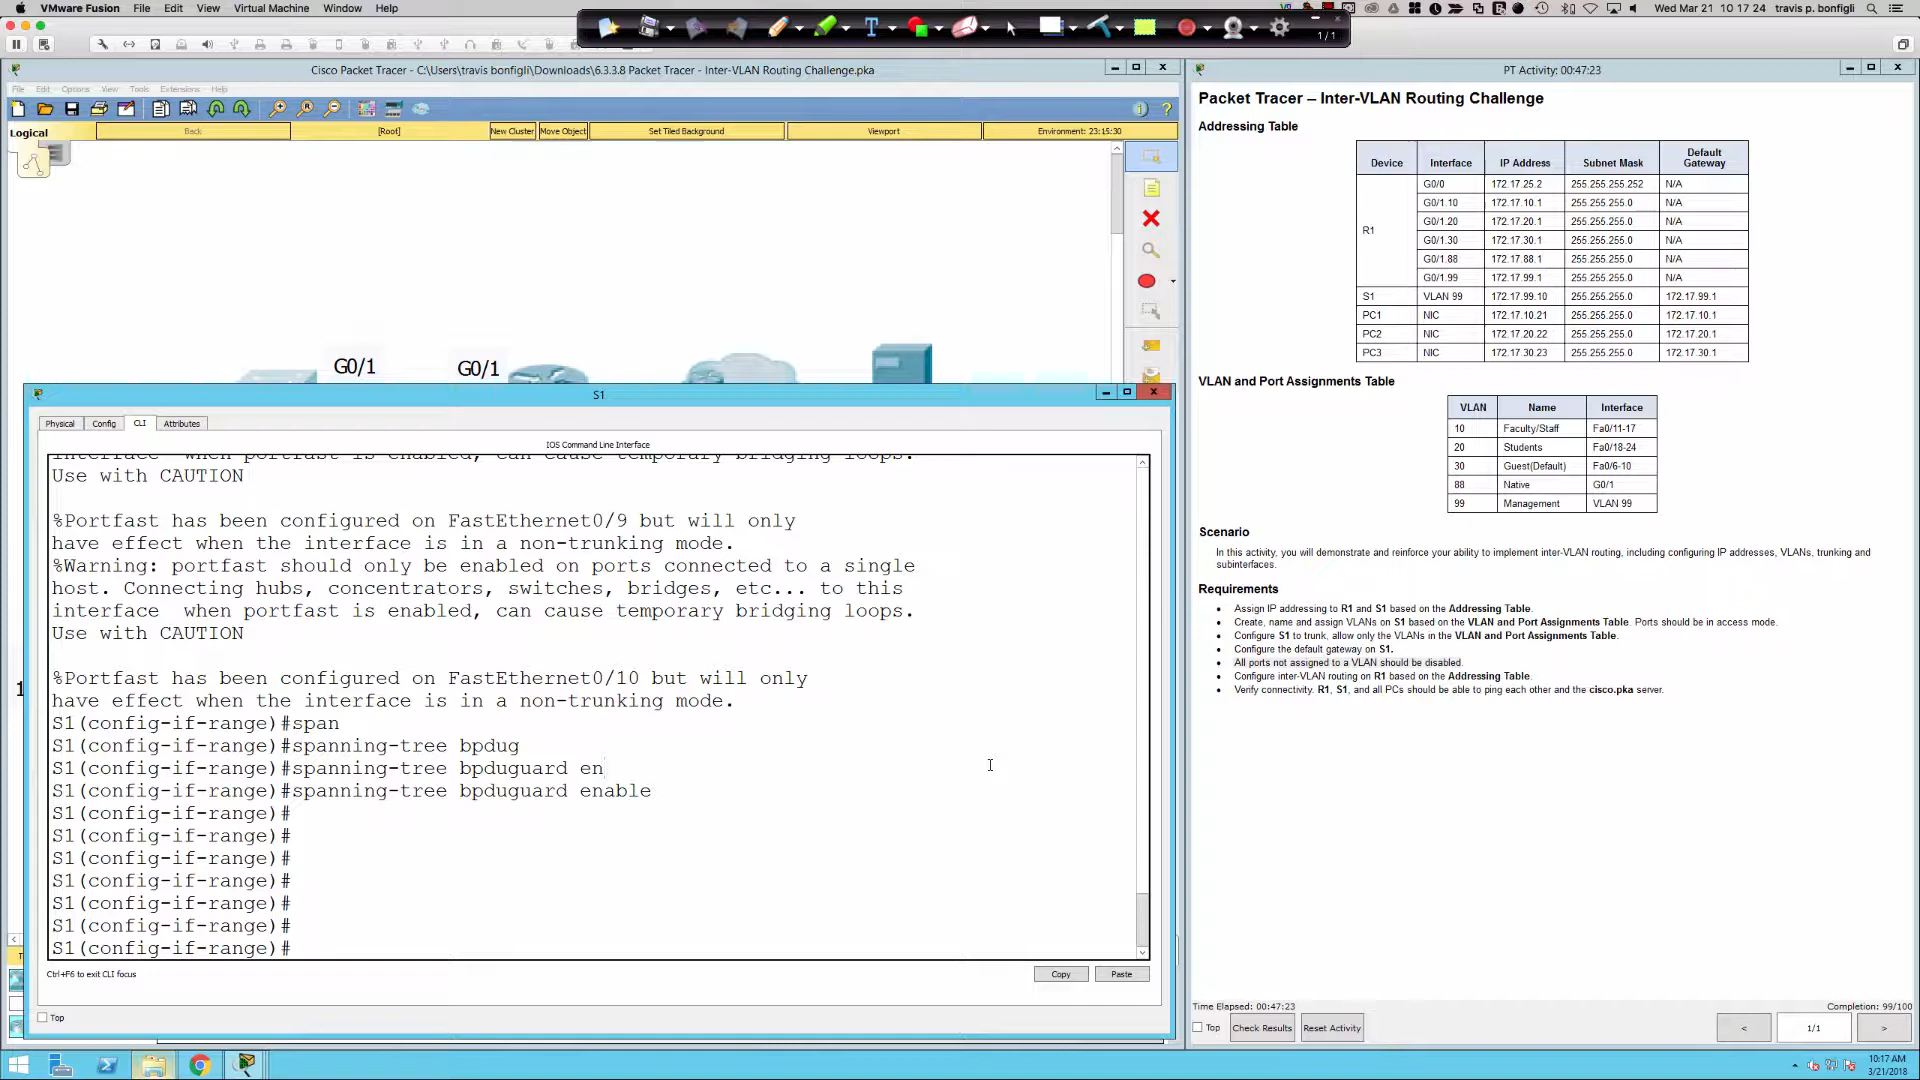 VMware Fusion File Edit View Virtual Machine Window Help
Wed Mar 21 10 17 24 travis p. bonfigli
1/1
Cisco Packet Tracer - C:\Users\travis bonfigli\Downloads\6.3.3.8 Packet Tracer - Inter-VLAN Routing Challenge.pka
File Edit Options View Tools Extensions Help
Logical Back [Root] New Cluster Move Object Set Tiled Background Viewport Environment: 23:15:30
G0/1 G0/1
S1
Physical Config CLI Attributes
IOS Command Line Interface
interface when portfast is enabled, can cause temporary bridging loops.
Use with CAUTION
%Portfast has been configured on FastEthernet0/9 but will only
have effect when the interface is in a non-trunking mode.
%Warning: portfast should only be enabled on ports connected to a single
host. Connecting hubs, concentrators, switches, bridges, etc... to this
interface  when portfast is enabled, can cause temporary bridging loops.
Use with CAUTION
%Portfast has been configured on FastEthernet0/10 but will only
have effect when the interface is in a non-trunking mode.
S1(config-if-range)#span
S1(config-if-range)#spanning-tree bpdug
S1(config-if-range)#spanning-tree bpduguard en
S1(config-if-range)#spanning-tree bpduguard enable
S1(config-if-range)#
S1(config-if-range)#
S1(config-if-range)#
S1(config-if-range)#
S1(config-if-range)#
S1(config-if-range)#
S1(config-if-range)#
Ctrl+F6 to exit CLI focus
Copy Paste
Top
PT Activity: 00:47:23
Packet Tracer – Inter-VLAN Routing Challenge
Addressing Table
Device Interface IP Address Subnet Mask Default Gateway
R1
G0/0 172.17.25.2 255.255.255.252 N/A
G0/1.10 172.17.10.1 255.255.255.0 N/A
G0/1.20 172.17.20.1 255.255.255.0 N/A
G0/1.30 172.17.30.1 255.255.255.0 N/A
G0/1.88 172.17.88.1 255.255.255.0 N/A
G0/1.99 172.17.99.1 255.255.255.0 N/A
S1 VLAN 99 172.17.99.10 255.255.255.0 172.17.99.1
PC1 NIC 172.17.10.21 255.255.255.0 172.17.10.1
PC2 NIC 172.17.20.22 255.255.255.0 172.17.20.1
PC3 NIC 172.17.30.23 255.255.255.0 172.17.30.1
VLAN and Port Assignments Table
VLAN Name Interface
10 Faculty/Staff Fa0/11-17
20 Students Fa0/18-24
30 Guest(Default) Fa0/6-10
88 Native G0/1
99 Management VLAN 99
Scenario
In this activity, you will demonstrate and reinforce your ability to implement inter-VLAN routing, including configuring IP addresses, VLANs, trunking and
subinterfaces.
Requirements
• Assign IP addressing to R1 and S1 based on the Addressing Table.
• Create, name and assign VLANs on S1 based on the VLAN and Port Assignments Table. Ports should be in access mode.
• Configure S1 to trunk, allow only the VLANs in the VLAN and Port Assignments Table.
• Configure the default gateway on S1.
• All ports not assigned to a VLAN should be disabled.
• Configure inter-VLAN routing on R1 based on the Addressing Table.
• Verify connectivity. R1, S1, and all PCs should be able to ping each other and the cisco.pka server.
Time Elapsed: 00:47:23 Completion: 99/100
Top Check Results Reset Activity < 1/1 >
10:17 AM
3/21/2018